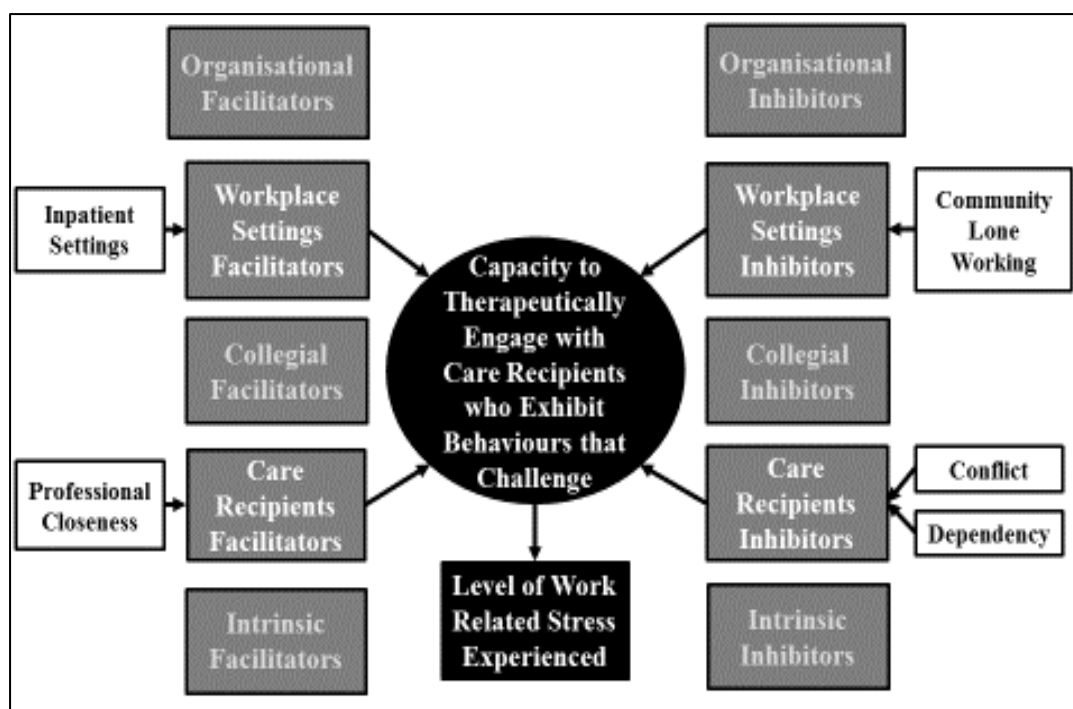 Organisational
Facilitators
Organisational
Inhibitors
Inpatient
Settings
Workplace
Settings
Facilitators
Workplace
Settings
Inhibitors
Community
Lone
Working
Capacity to
Therapeutically
Engage with
Care Recipients
who Exhibit
Behaviours that
Challenge
Collegial
Facilitators
Collegial
Inhibitors
Professional
Closeness
Care
Recipients
Facilitators
Care
Recipients
Inhibitors
Conflict
Dependency
Level of Work
Related Stress
Experienced
Intrinsic
Facilitators
Intrinsic
Inhibitors